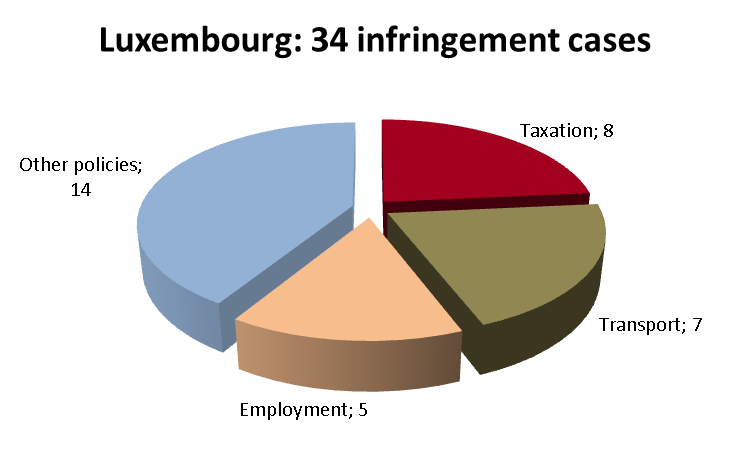 Luxembourg: 34 infringement cases
Taxation; 8
Other policies;
14
Transport; 7
Employment; 5